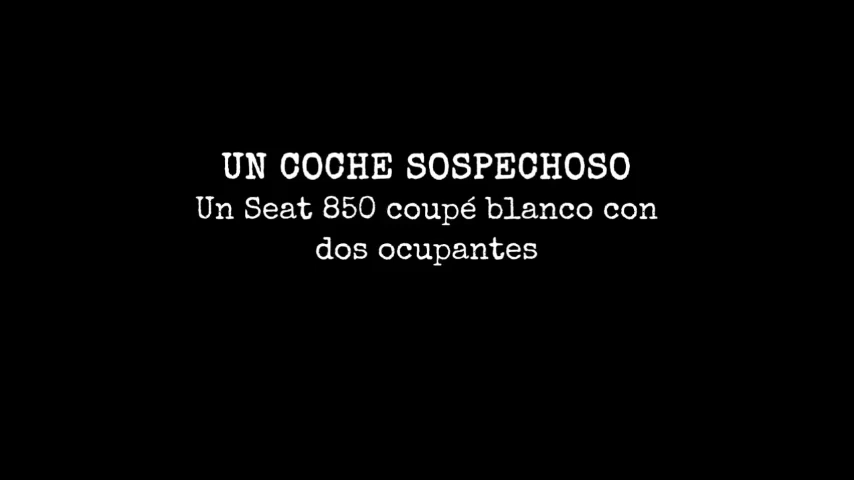 UN COCHE SOSPECHOSO
Un Seat 850 coupé blanco con
dos ocupantes